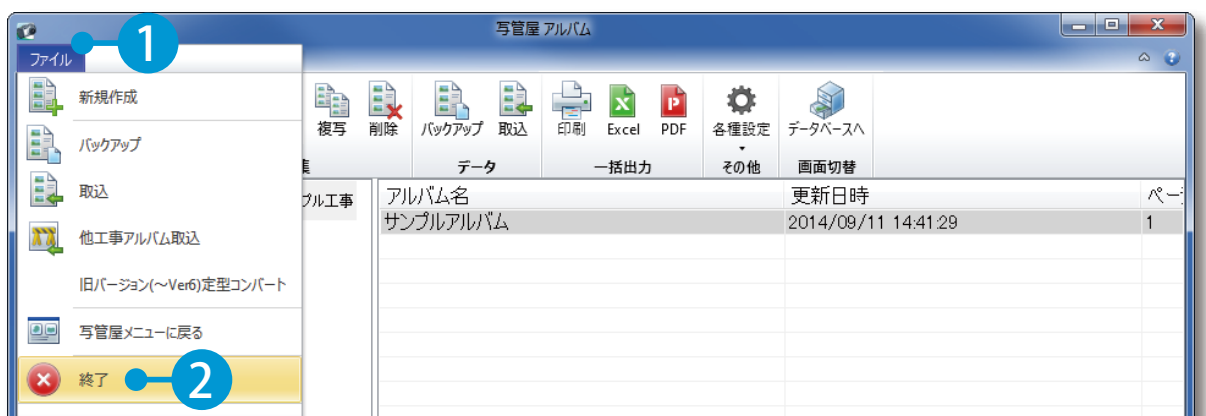 写管屋 アルバム
1
ファイル
新規作成
バックアップ
取込
他工事アルバム取込
旧バージョン(～Ver6)定型コンバート
写管屋メニューに戻る
終了
2
複写
削除
バックアップ
取込
印刷
Excel
PDF
各種設定
データベースへ
集
データ
一括出力
その他
画面切替
プル工事
アルバム名
更新日時
ペー
サンプルアルバム
2014/09/11 14:41:29
1